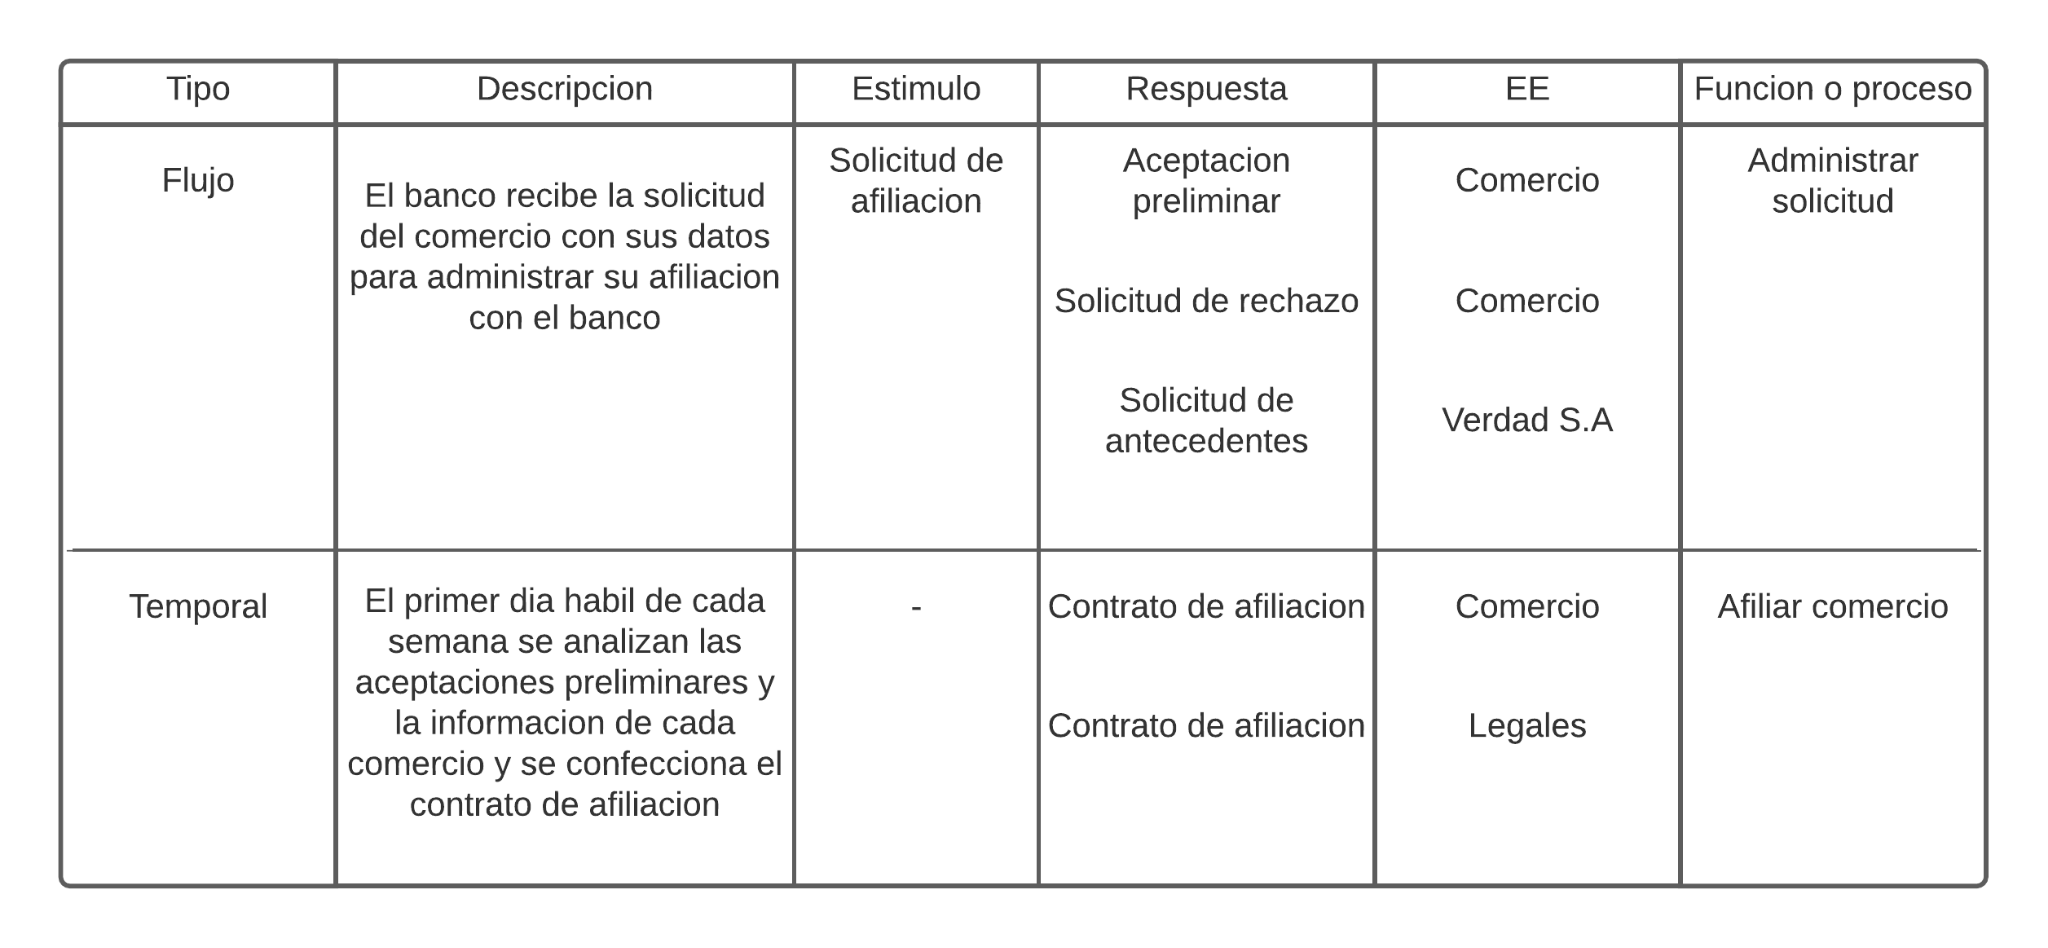 Tipo
Descripcion
Estimulo
Respuesta
EE
Funcion o proceso
Flujo
El banco recibe la solicitud
del comercio con sus datos
para administrar su afiliacion
con el banco
Solicitud de
afiliacion
Aceptacion
preliminar
Comercio
Administrar
solicitud
Solicitud de rechazo
Comercio
Solicitud de
antecedentes
Verdad S.A
Temporal
El primer dia habil de cada
semana se analizan las
aceptaciones preliminares y
la informacion de cada
comercio y se confecciona el
contrato de afiliacion
-
Contrato de afiliacion
Comercio
Afiliar comercio
Contrato de afiliacion
Legales